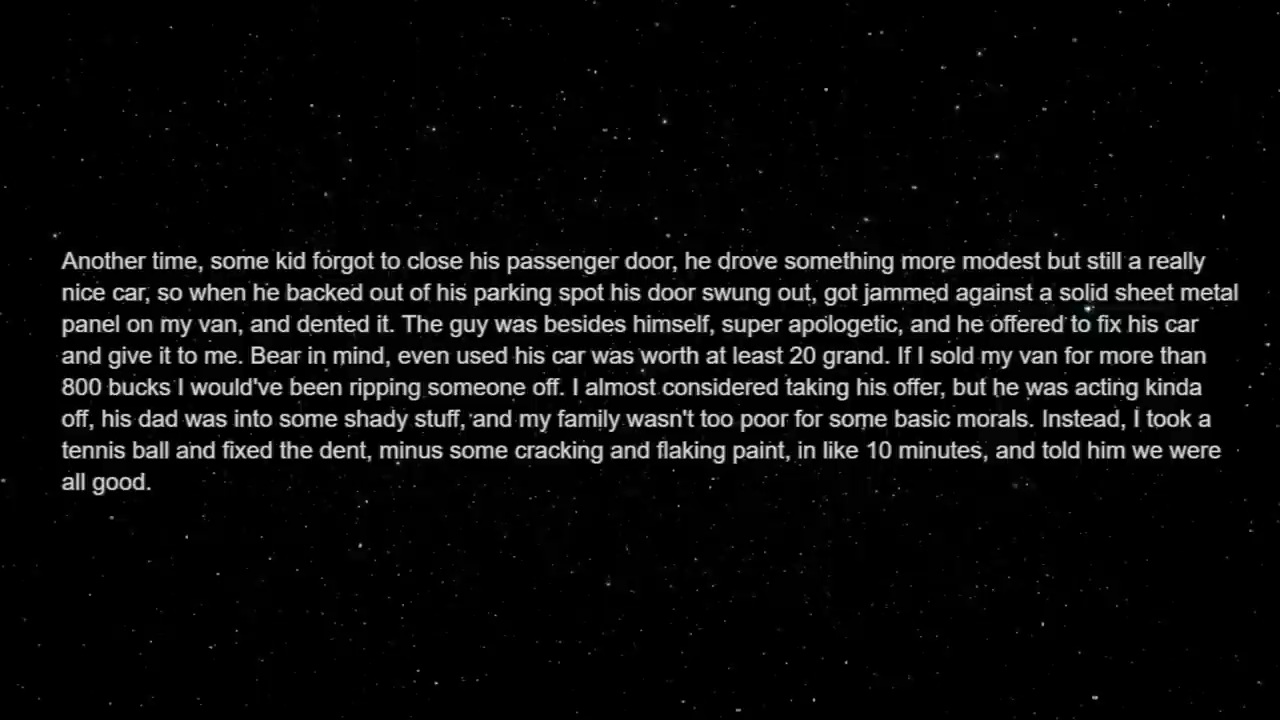 Another time, some kid forgot to close his passenger door, he drove something more modest but still a really
nice car, so when he backed out of his parking spot his door swung out, got jammed against a solid sheet metal
panel on my van, and dented it. The guy was besides himself, super apologetic, and he offered to fix his car
and give it to me. Bear in mind, even used his car was worth at least 20 grand. If I sold my van for more than
800 bucks I would've been ripping someone off. I almost considered taking his offer, but he was acting kinda
off, his dad was into some shady stuff, and my family wasn't too poor for some basic morals. Instead, I took a
tennis ball and fixed the dent, minus some cracking and flaking paint, in like 10 minutes, and told him we were
all good.